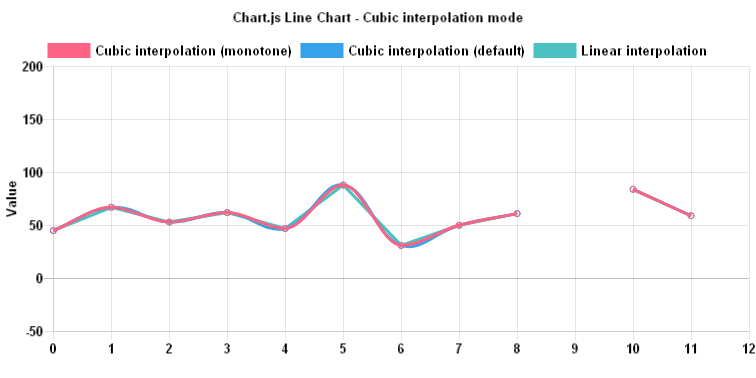 Chart.js Line Chart - Cubic interpolation mode
Cubic interpolation (monotone) Cubic interpolation (default) Linear interpolation
200
150
100
50
0
-50
Value
0 1 2 3 4 5 6 7 8 9 10 11 12